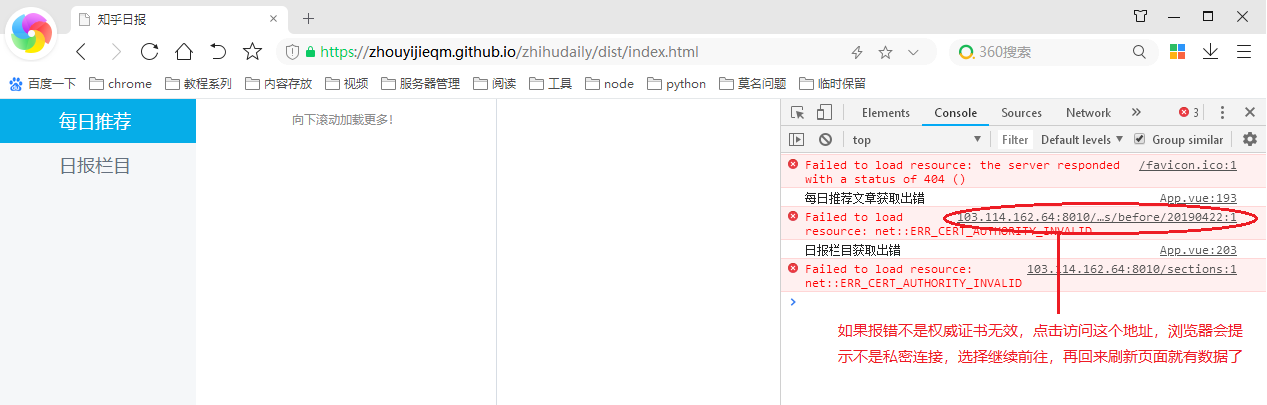 知乎日报
https://zhouyijieqm.github.io/zhihudaily/dist/index.html
360搜索
百度一下 chrome 教程系列 内容存放 视频 服务器管理 阅读 工具 node python 莫名问题 临时保留
每日推荐
日报栏目
向下滚动加载更多!
Elements Console Sources Network » 3
top Filter Default levels Group similar
Failed to load resource: the server responded /favicon.ico:1
with a status of 404 ()
每日推荐文章获取出错 App.vue:193
Failed to load 103.114.162.64:8010/…s/before/20190422:1
resource: net::ERR_CERT_AUTHORITY_INVALID
日报栏目获取出错 App.vue:203
Failed to load resource: 103.114.162.64:8010/sections:1
net::ERR_CERT_AUTHORITY_INVALID
如果报错不是权威证书无效，点击访问这个地址，浏览器会提
示不是私密连接，选择继续前往，再回来刷新页面就有数据了